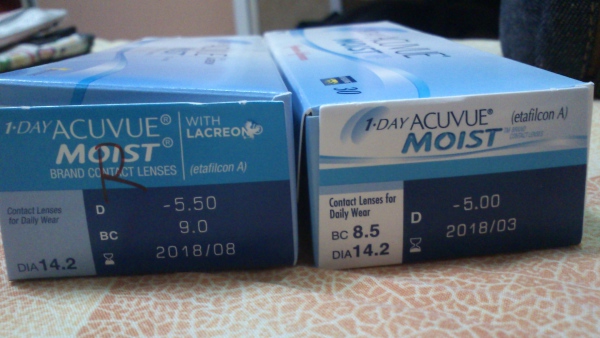 1·DAY ACUVUE®
MOIST®
BRAND CONTACT LENSES
WITH
LACREON
(etafilcon A)
R
Contact Lenses
for Daily Wear
D -5.50
BC 9.0
2018/08
DIA 14.2
MOIST
30
1·DAY ACUVUE® (etafilcon A)
MOIST™
Contact Lenses for
Daily Wear
BC 8.5
DIA 14.2
D -5.00
2018/03